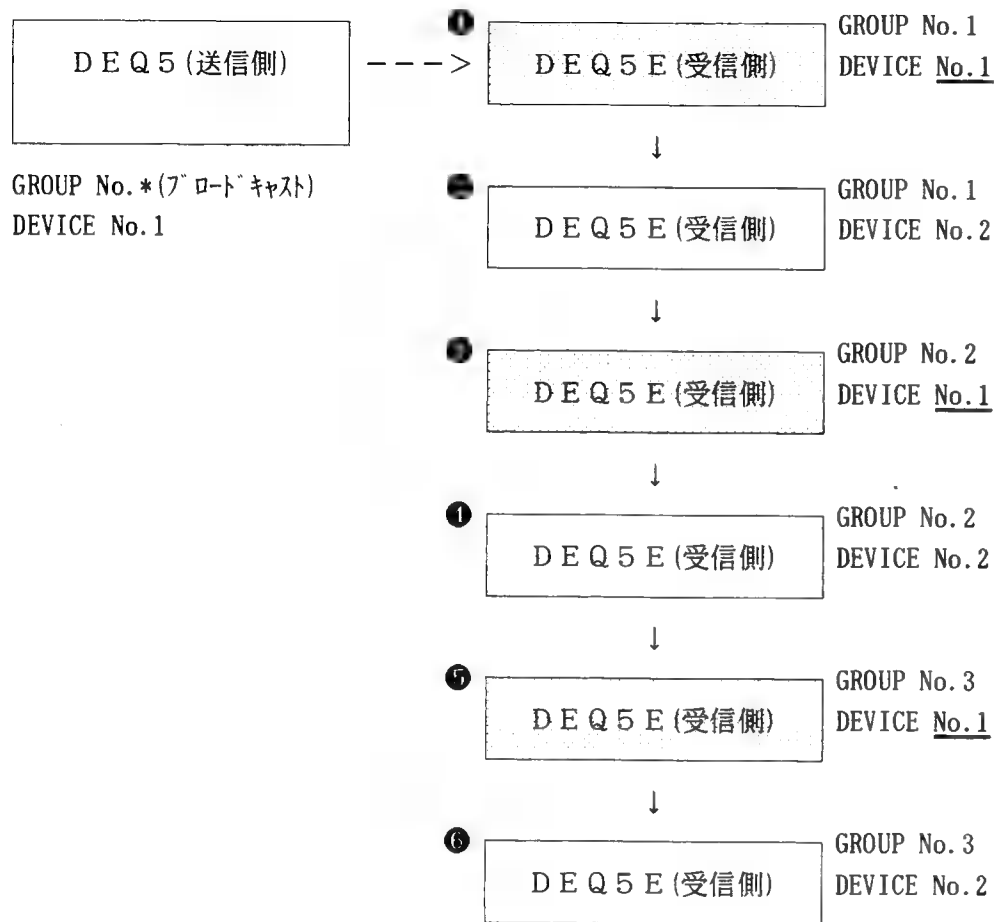 DEQ5(送信側)
--->
GROUP No.*(ブロードキャスト)
DEVICE No.1
❶
DEQ5E(受信側)
GROUP No.1
DEVICE No.1
↓
DEQ5E(受信側)
GROUP No.1
DEVICE No.2
↓
DEQ5E(受信側)
GROUP No.2
DEVICE No.1
↓
DEQ5E(受信側)
GROUP No.2
DEVICE No.2
↓
❺
DEQ5E(受信側)
GROUP No.3
DEVICE No.1
↓
❻
DEQ5E(受信側)
GROUP No.3
DEVICE No.2